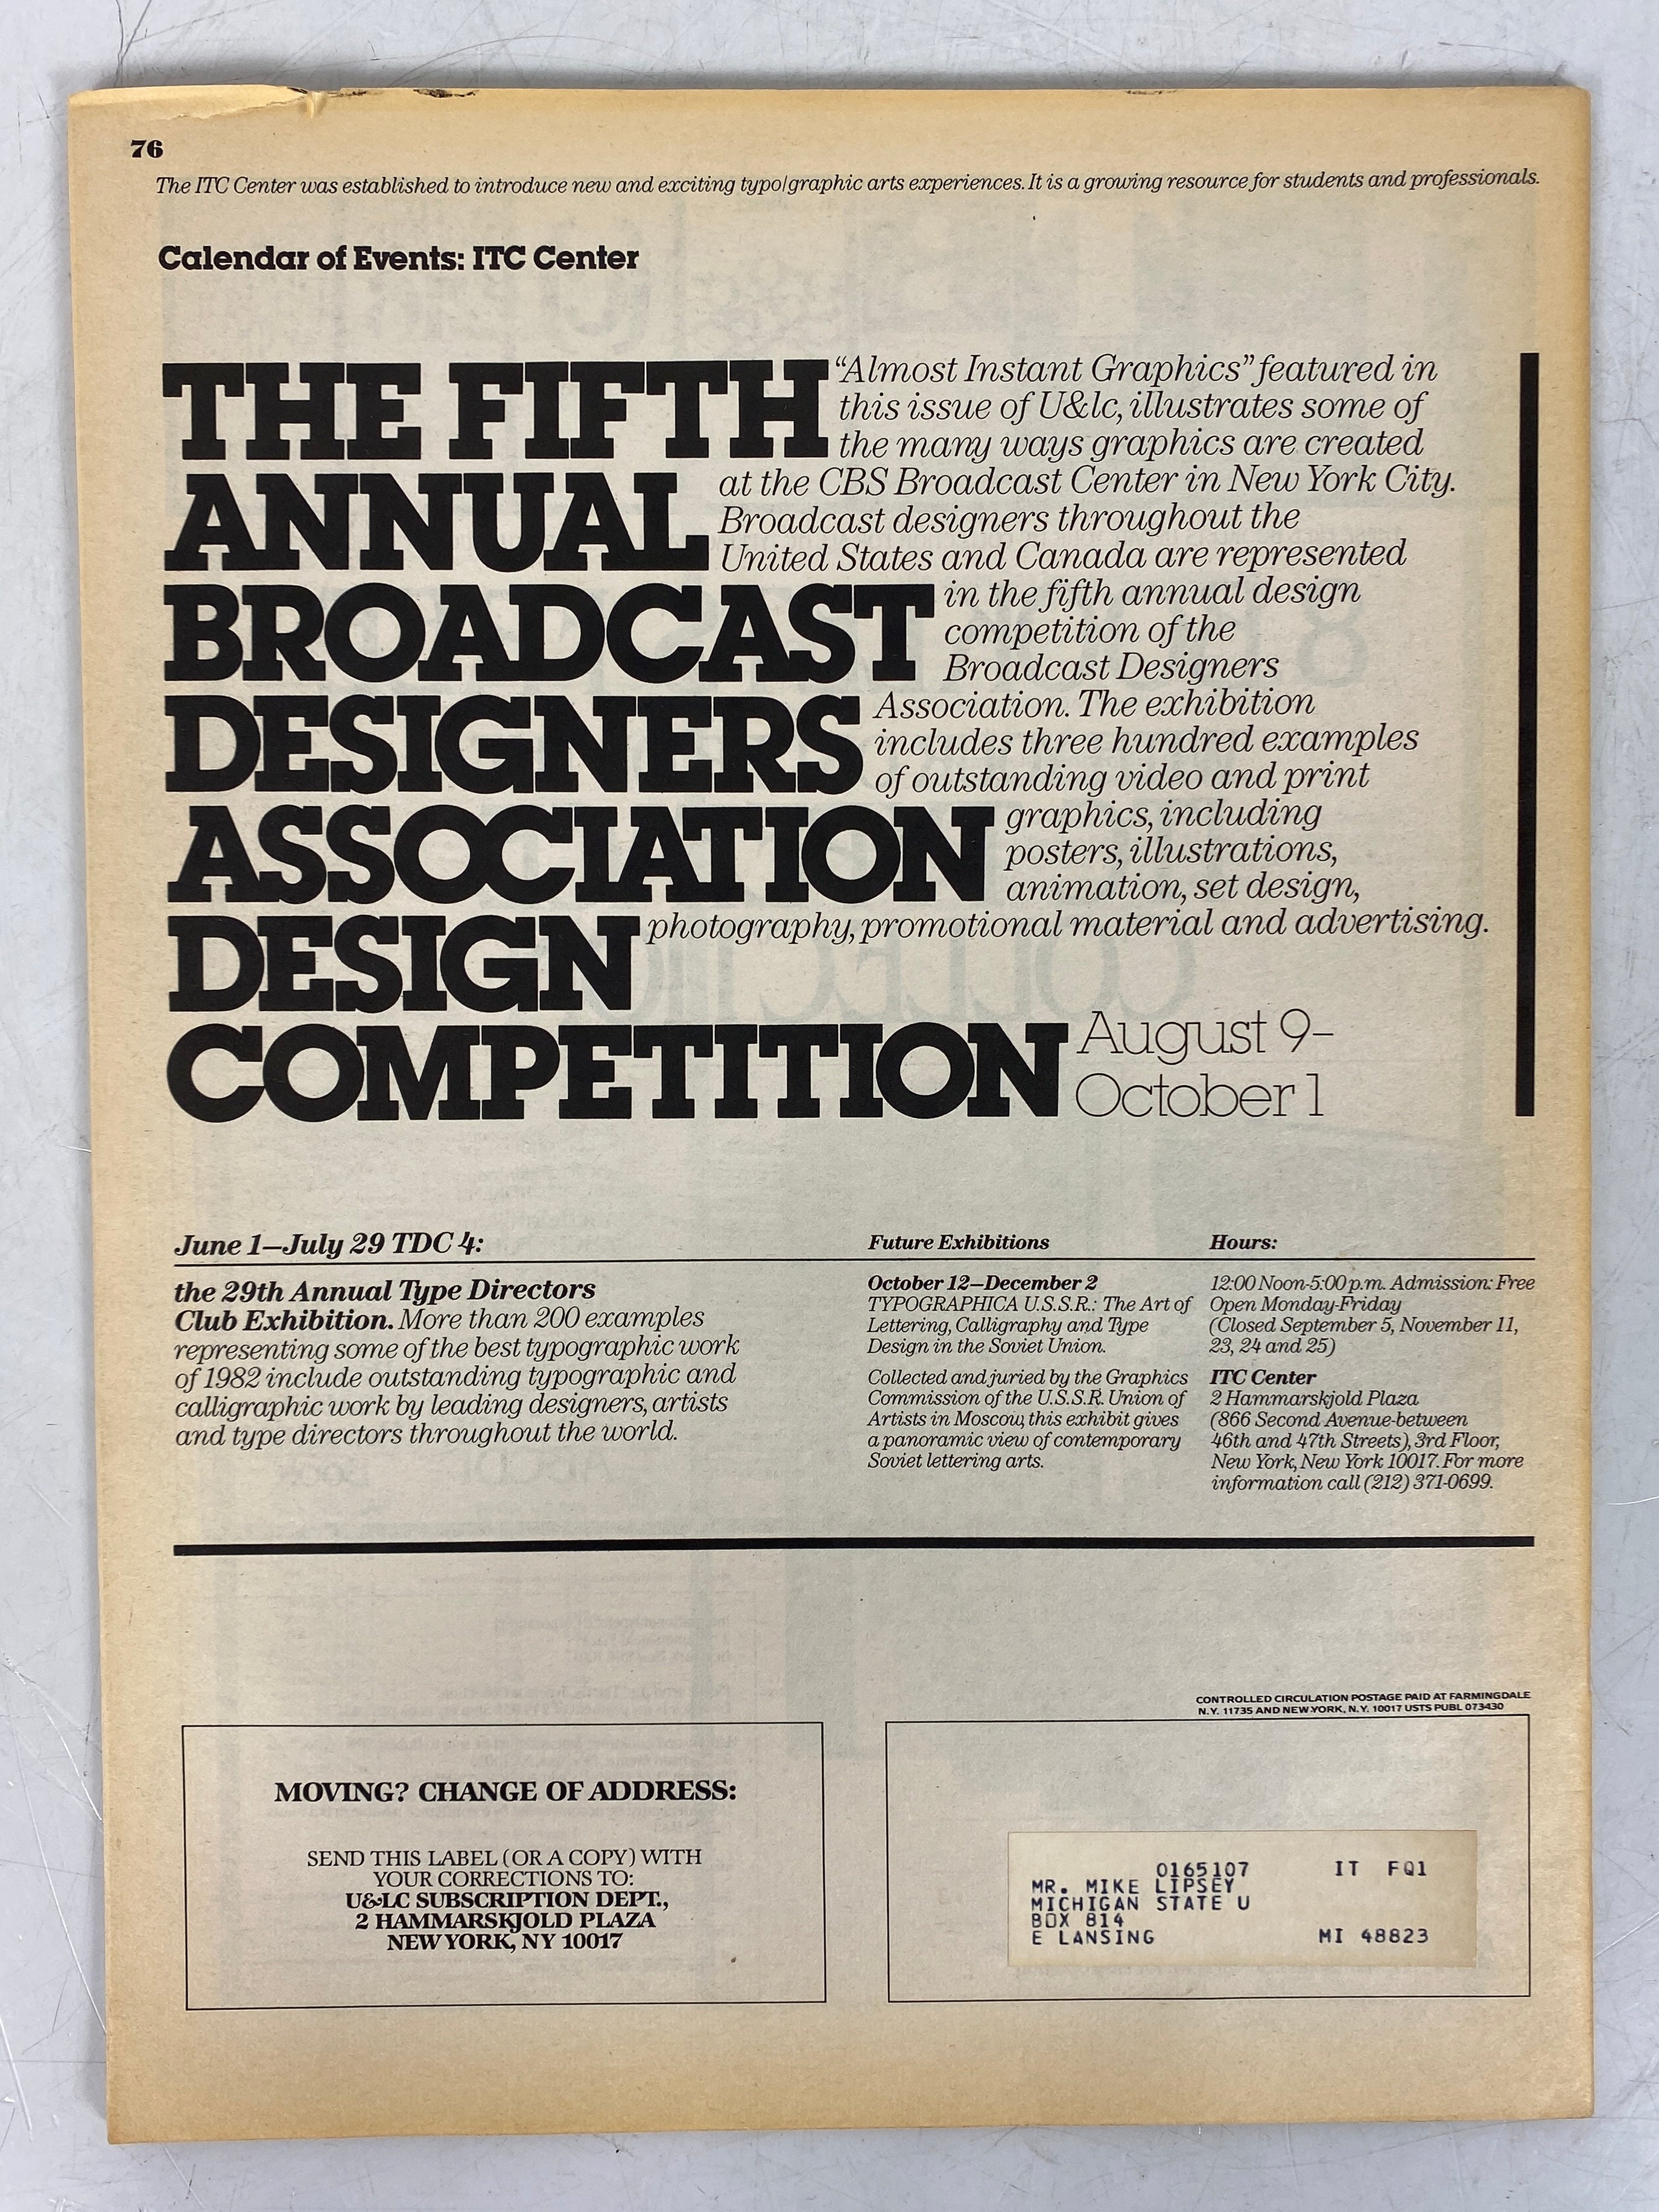 76
The ITC Center was established to introduce new and exciting typo|graphic arts experiences. It is a growing resource for students and professionals.
Calendar of Events: ITC Center
THE FIFTH
ANNUAL
BROADCAST
DESIGNERS
ASSOCIATION
DESIGN
COMPETITION
“Almost Instant Graphics” featured in
this issue of U&lc, illustrates some of
the many ways graphics are created
at the CBS Broadcast Center in New York City.
Broadcast designers throughout the
United States and Canada are represented
in the fifth annual design
competition of the
Broadcast Designers
Association. The exhibition
includes three hundred examples
of outstanding video and print
graphics, including
posters, illustrations,
animation, set design,
photography, promotional material and advertising.
August 9–
October 1
June 1—July 29 TDC 4:
the 29th Annual Type Directors
Club Exhibition. More than 200 examples
representing some of the best typographic work
of 1982 include outstanding typographic and
calligraphic work by leading designers, artists
and type directors throughout the world.
Future Exhibitions
October 12—December 2
TYPOGRAPHICA U.S.S.R.: The Art of
Lettering, Calligraphy and Type
Design in the Soviet Union.
Collected and juried by the Graphics
Commission of the U.S.S.R. Union of
Artists in Moscow, this exhibit gives
a panoramic view of contemporary
Soviet lettering arts.
Hours:
12:00 Noon-5:00 p.m. Admission: Free
Open Monday-Friday
(Closed September 5, November 11,
23, 24 and 25)
ITC Center
2 Hammarskjold Plaza
(866 Second Avenue-between
46th and 47th Streets), 3rd Floor,
New York, New York 10017. For more
information call (212) 371-0699.
CONTROLLED CIRCULATION POSTAGE PAID AT FARMINGDALE
N.Y. 11735 AND NEW YORK, N.Y. 10017 USTS PUBL 073430
MOVING? CHANGE OF ADDRESS:
SEND THIS LABEL (OR A COPY) WITH
YOUR CORRECTIONS TO:
U&LC SUBSCRIPTION DEPT.,
2 HAMMARSKJOLD PLAZA
NEW YORK, NY 10017
0165107 IT FQ1
MR. MIKE LIPSEY
MICHIGAN STATE U
BOX 814
E LANSING MI 48823